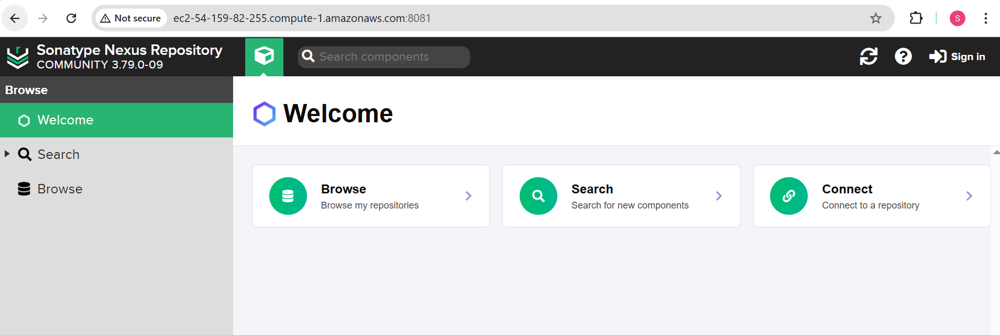 Not secure
ec2-54-159-82-255.compute-1.amazonaws.com:8081
S
r
Sonatype Nexus Repository
COMMUNITY 3.79.0-09
Search components
?
Sign in
Browse
Welcome
Search
Browse
Welcome
Browse
Browse my repositories
Search
Search for new components
Connect
Connect to a repository